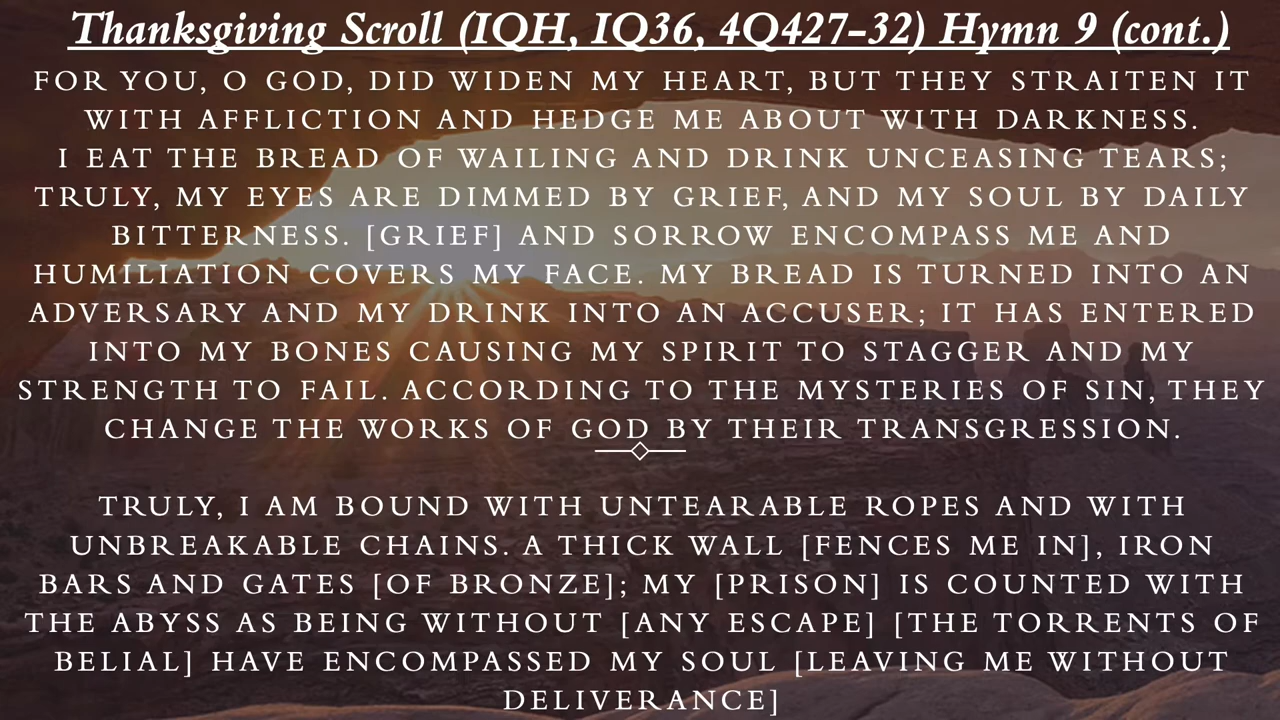 Thanksgiving Scroll (IQH, IQ36, 4Q427-32) Hymn 9 (cont.)
FOR YOU, O GOD, DID WIDEN MY HEART, BUT THEY STRAITEN IT
WITH AFFLICTION AND HEDGE ME ABOUT WITH DARKNESS.
I EAT THE BREAD OF WAILING AND DRINK UNCEASING TEARS;
TRULY, MY EYES ARE DIMMED BY GRIEF, AND MY SOUL BY DAILY
BITTERNESS. [GRIEF] AND SORROW ENCOMPASS ME AND
HUMILIATION COVERS MY FACE. MY BREAD IS TURNED INTO AN
ADVERSARY AND MY DRINK INTO AN ACCUSER; IT HAS ENTERED
INTO MY BONES CAUSING MY SPIRIT TO STAGGER AND MY
STRENGTH TO FAIL. ACCORDING TO THE MYSTERIES OF SIN, THEY
CHANGE THE WORKS OF GOD BY THEIR TRANSGRESSION.
TRULY, I AM BOUND WITH UNTEARABLE ROPES AND WITH
UNBREAKABLE CHAINS. A THICK WALL [FENCES ME IN], IRON
BARS AND GATES [OF BRONZE]; MY [PRISON] IS COUNTED WITH
THE ABYSS AS BEING WITHOUT [ANY ESCAPE] [THE TORRENTS OF
BELIAL] HAVE ENCOMPASSED MY SOUL [LEAVING ME WITHOUT
DELIVERANCE]